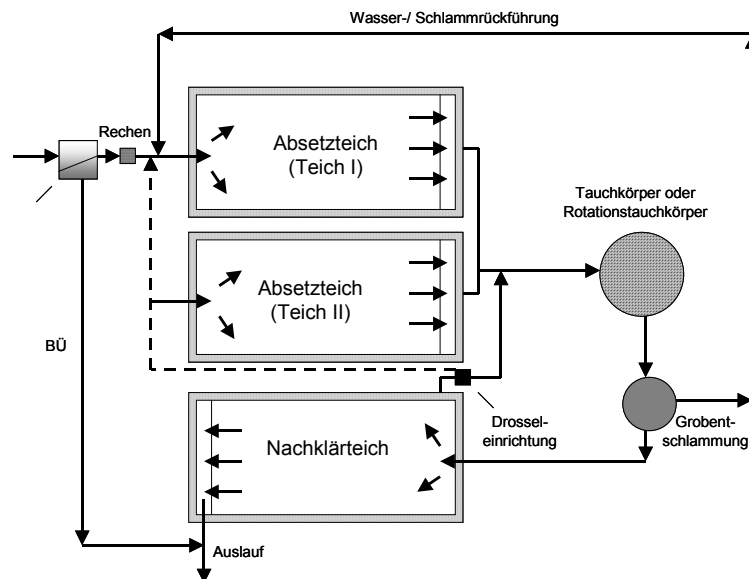 Wasser-/ Schlammrückführung
Rechen
Absetzteich
(Teich I)
Tauchkörper oder
Rotationstauchkörper
Absetzteich
(Teich II)
BÜ
Drossel-
einrichtung
Grobent-
schlammung
Nachklärteich
Auslauf